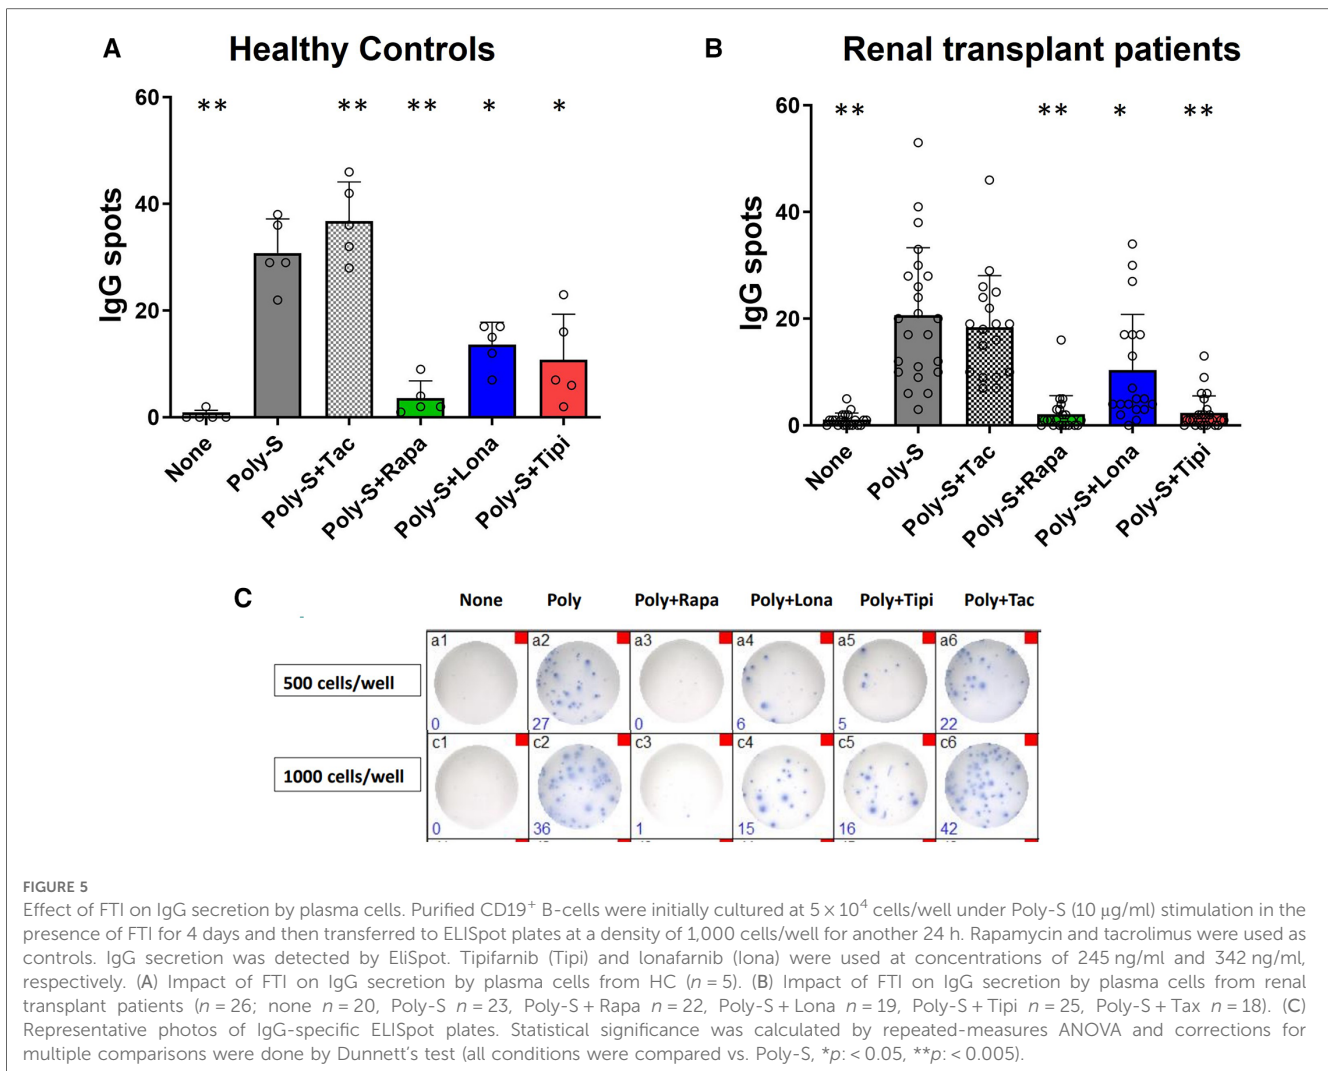 A Healthy Controls
** ** ** * *
60
40
20
0
IgG spots
None
Poly-S
Poly-S+Tac
Poly-S+Rapa
Poly-S+Lona
Poly-S+Tipi
B Renal transplant patients
** ** * **
60
40
20
0
IgG spots
None
Poly-S
Poly-S+Tac
Poly-S+Rapa
Poly-S+Lona
Poly-S+Tipi
C
None Poly Poly+Rapa Poly+Lona Poly+Tipi Poly+Tac
a1 a2 a3 a4 a5 a6
500 cells/well
0 27 0 6 5 22
c1 c2 c3 c4 c5 c6
1000 cells/well
0 36 1 15 16 42
FIGURE 5
Effect of FTI on IgG secretion by plasma cells. Purified CD19⁺ B-cells were initially cultured at 5 × 10⁴ cells/well under Poly-S (10 µg/ml) stimulation in the
presence of FTI for 4 days and then transferred to ELISpot plates at a density of 1,000 cells/well for another 24 h. Rapamycin and tacrolimus were used as
controls. IgG secretion was detected by EliSpot. Tipifarnib (Tipi) and lonafarnib (lona) were used at concentrations of 245 ng/ml and 342 ng/ml,
respectively. (A) Impact of FTI on IgG secretion by plasma cells from HC (n = 5). (B) Impact of FTI on IgG secretion by plasma cells from renal
transplant patients (n = 26; none n = 20, Poly-S n = 23, Poly-S + Rapa n = 22, Poly-S + Lona n = 19, Poly-S + Tipi n = 25, Poly-S + Tax n = 18). (C)
Representative photos of IgG-specific ELISpot plates. Statistical significance was calculated by repeated-measures ANOVA and corrections for
multiple comparisons were done by Dunnett's test (all conditions were compared vs. Poly-S, *p: < 0.05, **p: < 0.005).